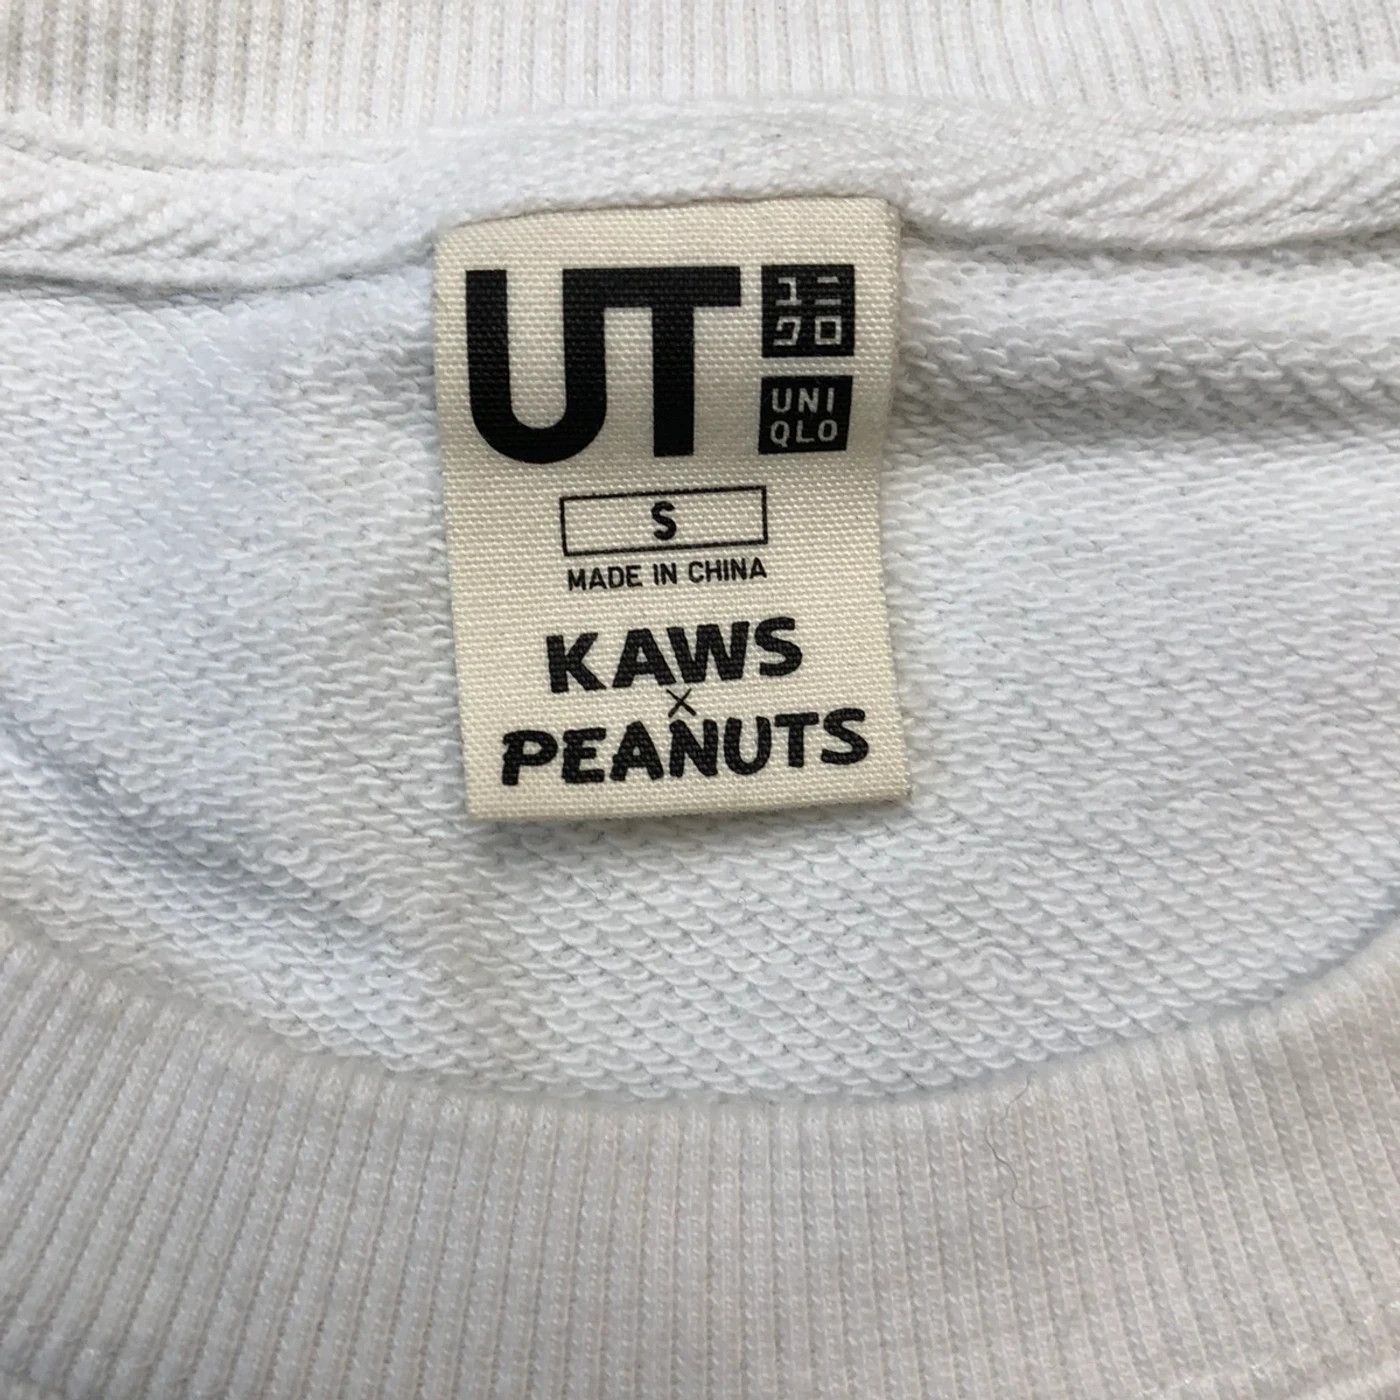 UT
ユニ
クロ
UNI
QLO
S
MADE IN CHINA
KAWS
×
PEANUTS